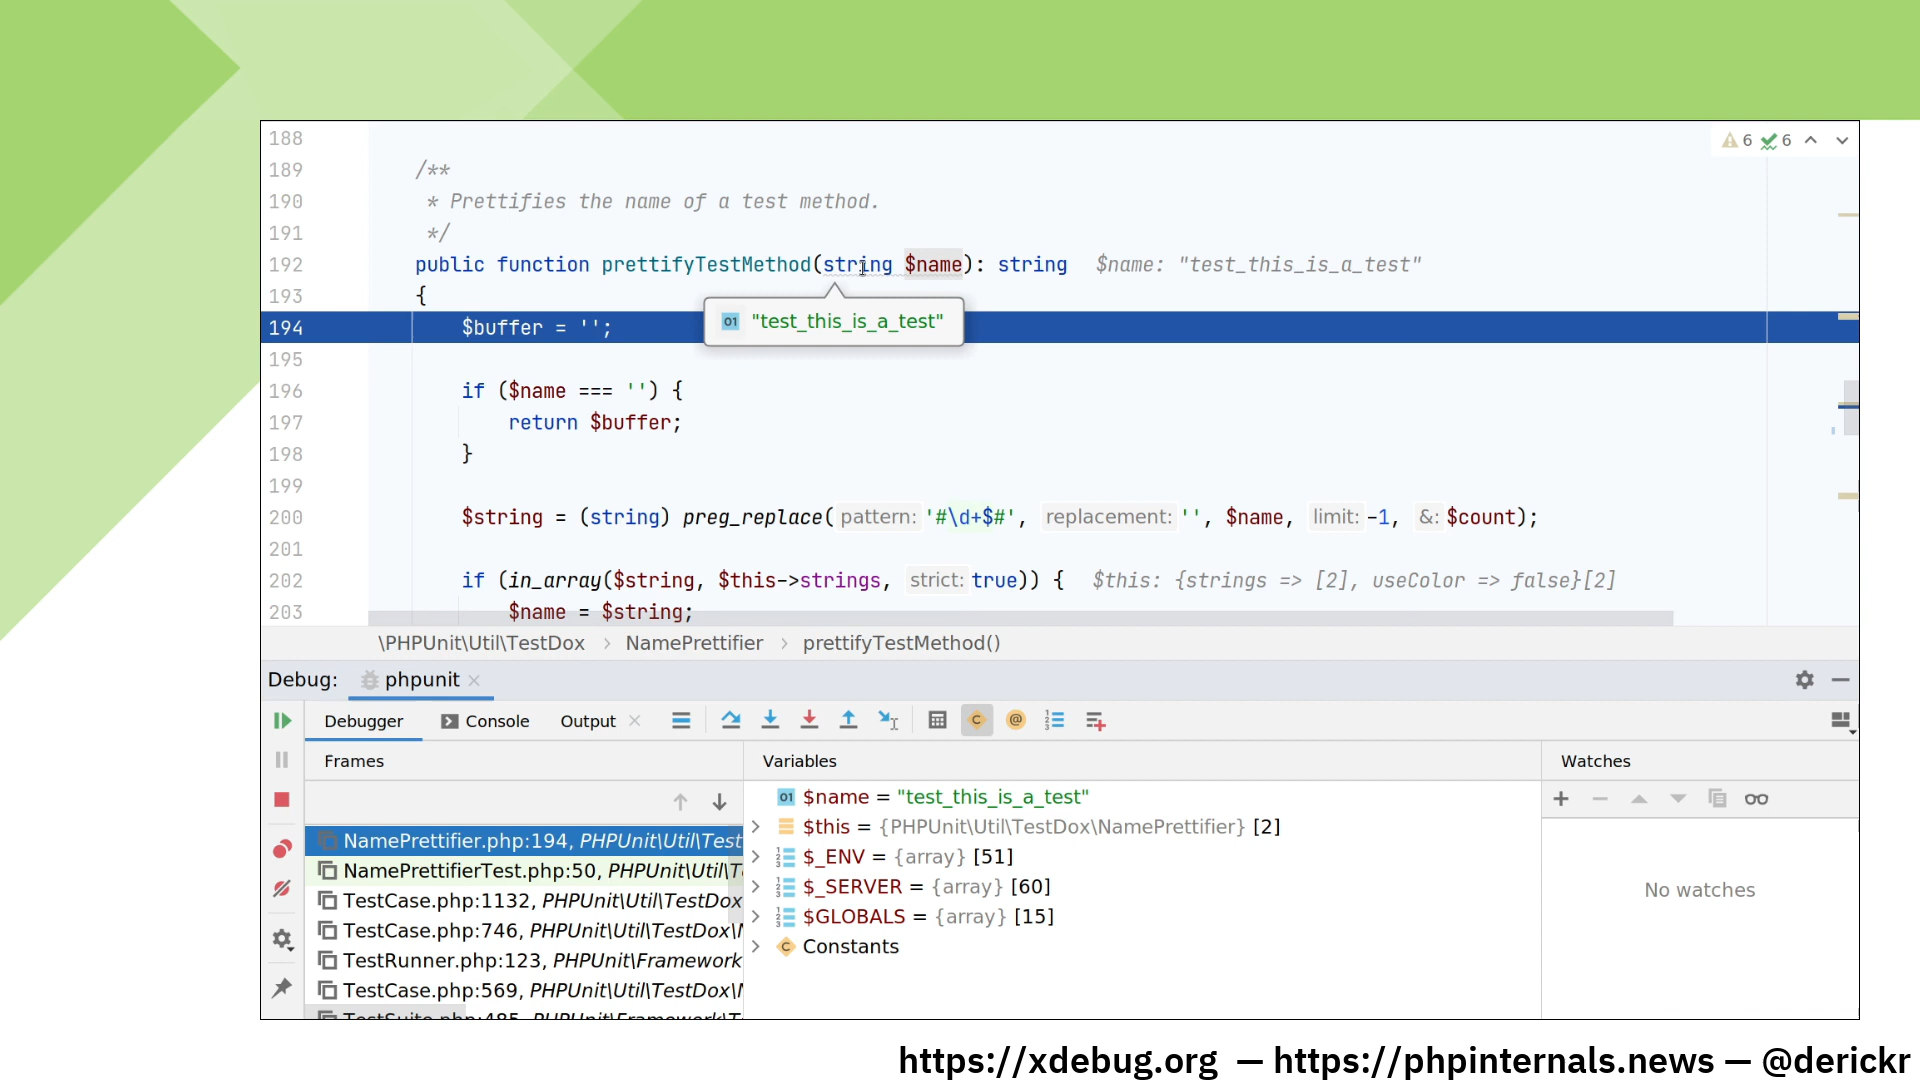 188
6 6
189 /**
190 * Prettifies the name of a test method.
191 */
192 public function prettifyTestMethod(string $name): string $name: "test_this_is_a_test"
193 {
194 $buffer = '';
01 "test_this_is_a_test"
195
196 if ($name === '') {
197 return $buffer;
198 }
199
200 $string = (string) preg_replace( pattern: '#\d+$#', replacement: '', $name, limit: -1, &: $count);
201
202 if (in_array($string, $this->strings, strict: true)) { $this: {strings => [2], useColor => false}[2]
203 $name = $string;
\PHPUnit\Util\TestDox › NamePrettifier › prettifyTestMethod()
Debug: phpunit
Debugger Console Output
Frames
NamePrettifier.php:194, PHPUnit\Util\Test
NamePrettifierTest.php:50, PHPUnit\Util\T
TestCase.php:1132, PHPUnit\Util\TestDox
TestCase.php:746, PHPUnit\Util\TestDox\N
TestRunner.php:123, PHPUnit\Framework
TestCase.php:569, PHPUnit\Util\TestDox\N
TestSuite.php:485, PHPUnit\Framework\T
Variables
01 $name = "test_this_is_a_test"
$this = {PHPUnit\Util\TestDox\NamePrettifier} [2]
$_ENV = {array} [51]
$_SERVER = {array} [60]
$GLOBALS = {array} [15]
C Constants
Watches
No watches
https://xdebug.org — https://phpinternals.news — @derickr